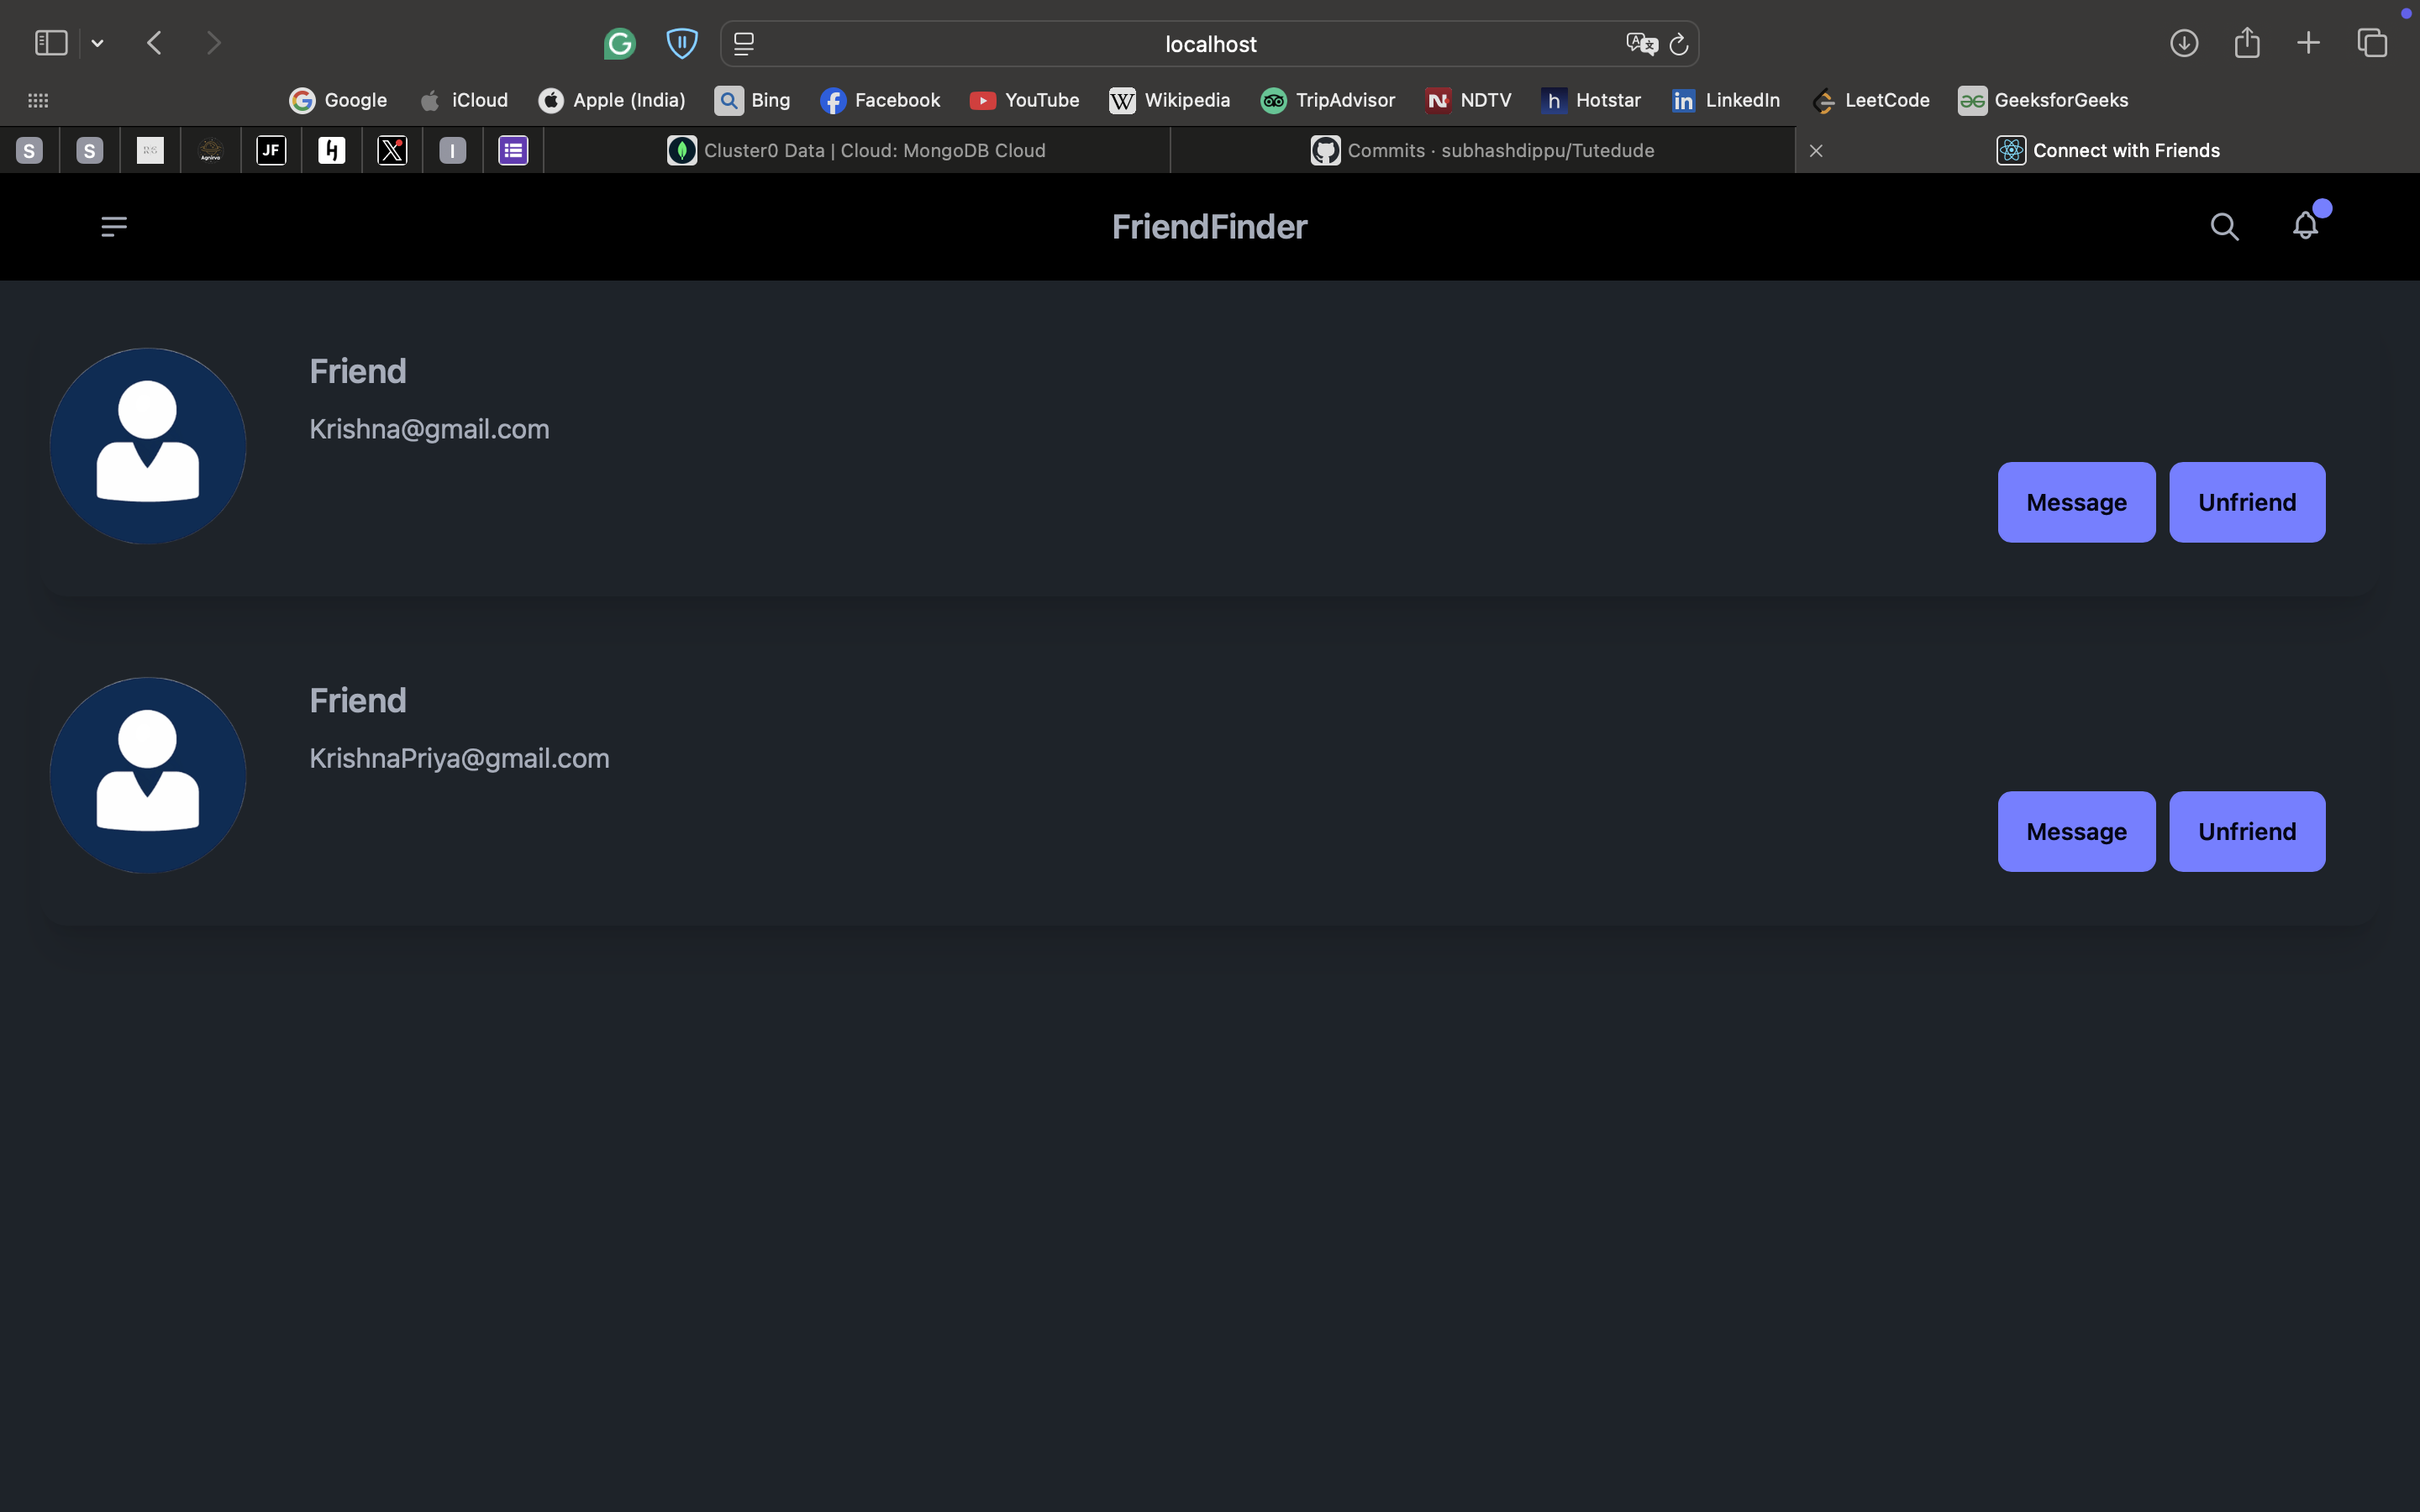 localhost
Google iCloud Apple (India) Bing Facebook YouTube Wikipedia TripAdvisor NDTV Hotstar LinkedIn LeetCode GeeksforGeeks
S S JF I Cluster0 Data | Cloud: MongoDB Cloud Commits · subhashdippu/Tutedude Connect with Friends
FriendFinder
Friend
Krishna@gmail.com
Message Unfriend
Friend
KrishnaPriya@gmail.com
Message Unfriend